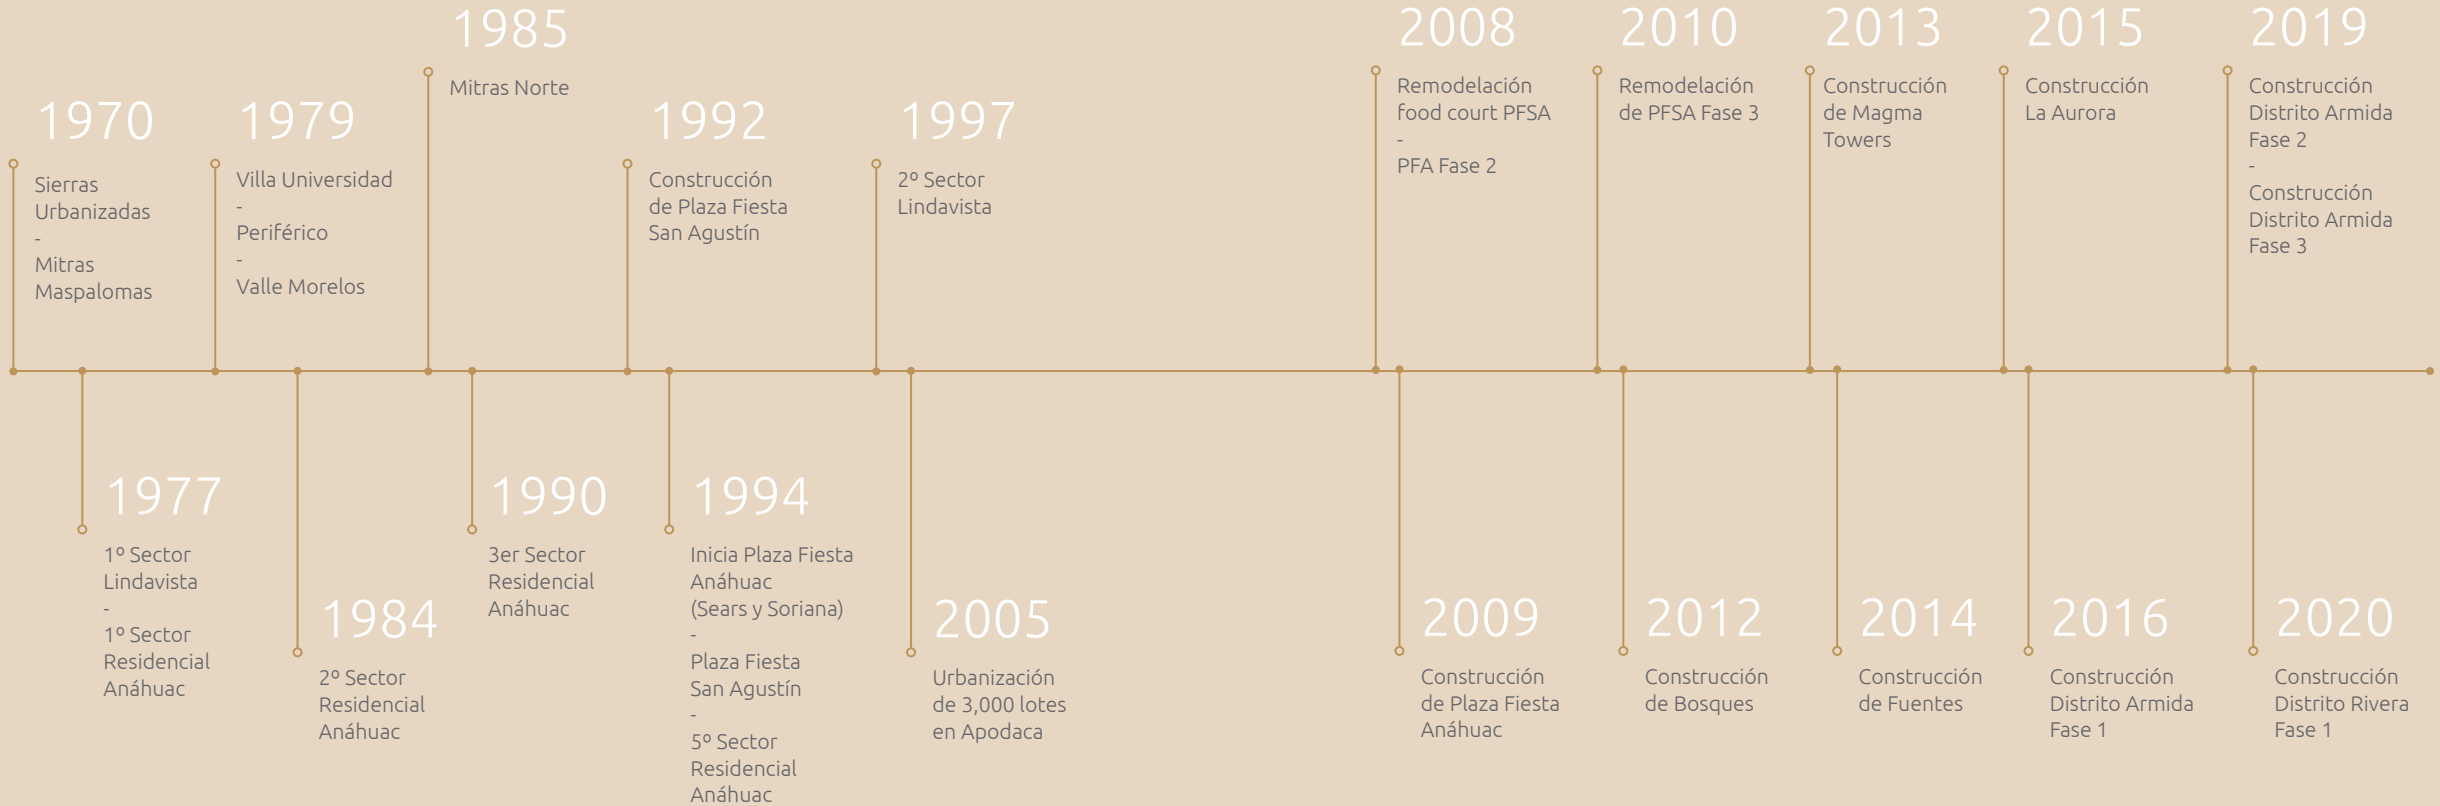 1970
Sierras
Urbanizadas
-
Mitras
Maspalomas
1977
1º Sector
Lindavista
-
1º Sector
Residencial
Anáhuac
1979
Villa Universidad
-
Periférico
-
Valle Morelos
1984
2º Sector
Residencial
Anáhuac
1985
Mitras Norte
1990
3er Sector
Residencial
Anáhuac
1992
Construcción
de Plaza Fiesta
San Agustín
1994
Inicia Plaza Fiesta
Anáhuac
(Sears y Soriana)
-
Plaza Fiesta
San Agustín
-
5º Sector
Residencial
Anáhuac
1997
2º Sector
Lindavista
2005
Urbanización
de 3,000 lotes
en Apodaca
2008
Remodelación
food court PFSA
-
PFA Fase 2
2009
Construcción
de Plaza Fiesta
Anáhuac
2010
Remodelación
de PFSA Fase 3
2012
Construcción
de Bosques
2013
Construcción
de Magma
Towers
2014
Construcción
de Fuentes
2015
Construcción
La Aurora
2016
Construcción
Distrito Armida
Fase 1
2019
Construcción
Distrito Armida
Fase 2
-
Construcción
Distrito Armida
Fase 3
2020
Construcción
Distrito Rivera
Fase 1